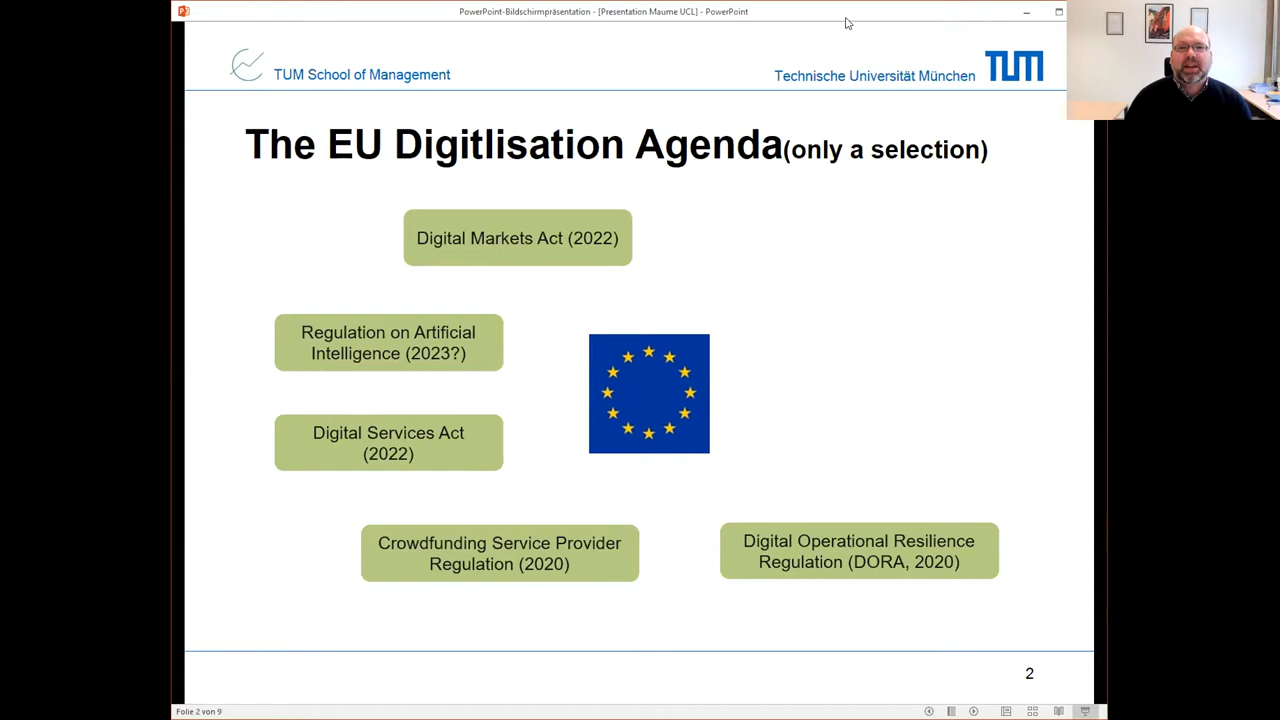 PowerPoint-Bildschirmpräsentation - [Presentation Maume UCL] - PowerPoint
TUM School of Management
Technische Universität München
TUM
The EU Digitlisation Agenda(only a selection)
Digital Markets Act (2022)
Regulation on Artificial
Intelligence (2023?)
Digital Services Act
(2022)
Crowdfunding Service Provider
Regulation (2020)
Digital Operational Resilience
Regulation (DORA, 2020)
2
Folie 2 von 9